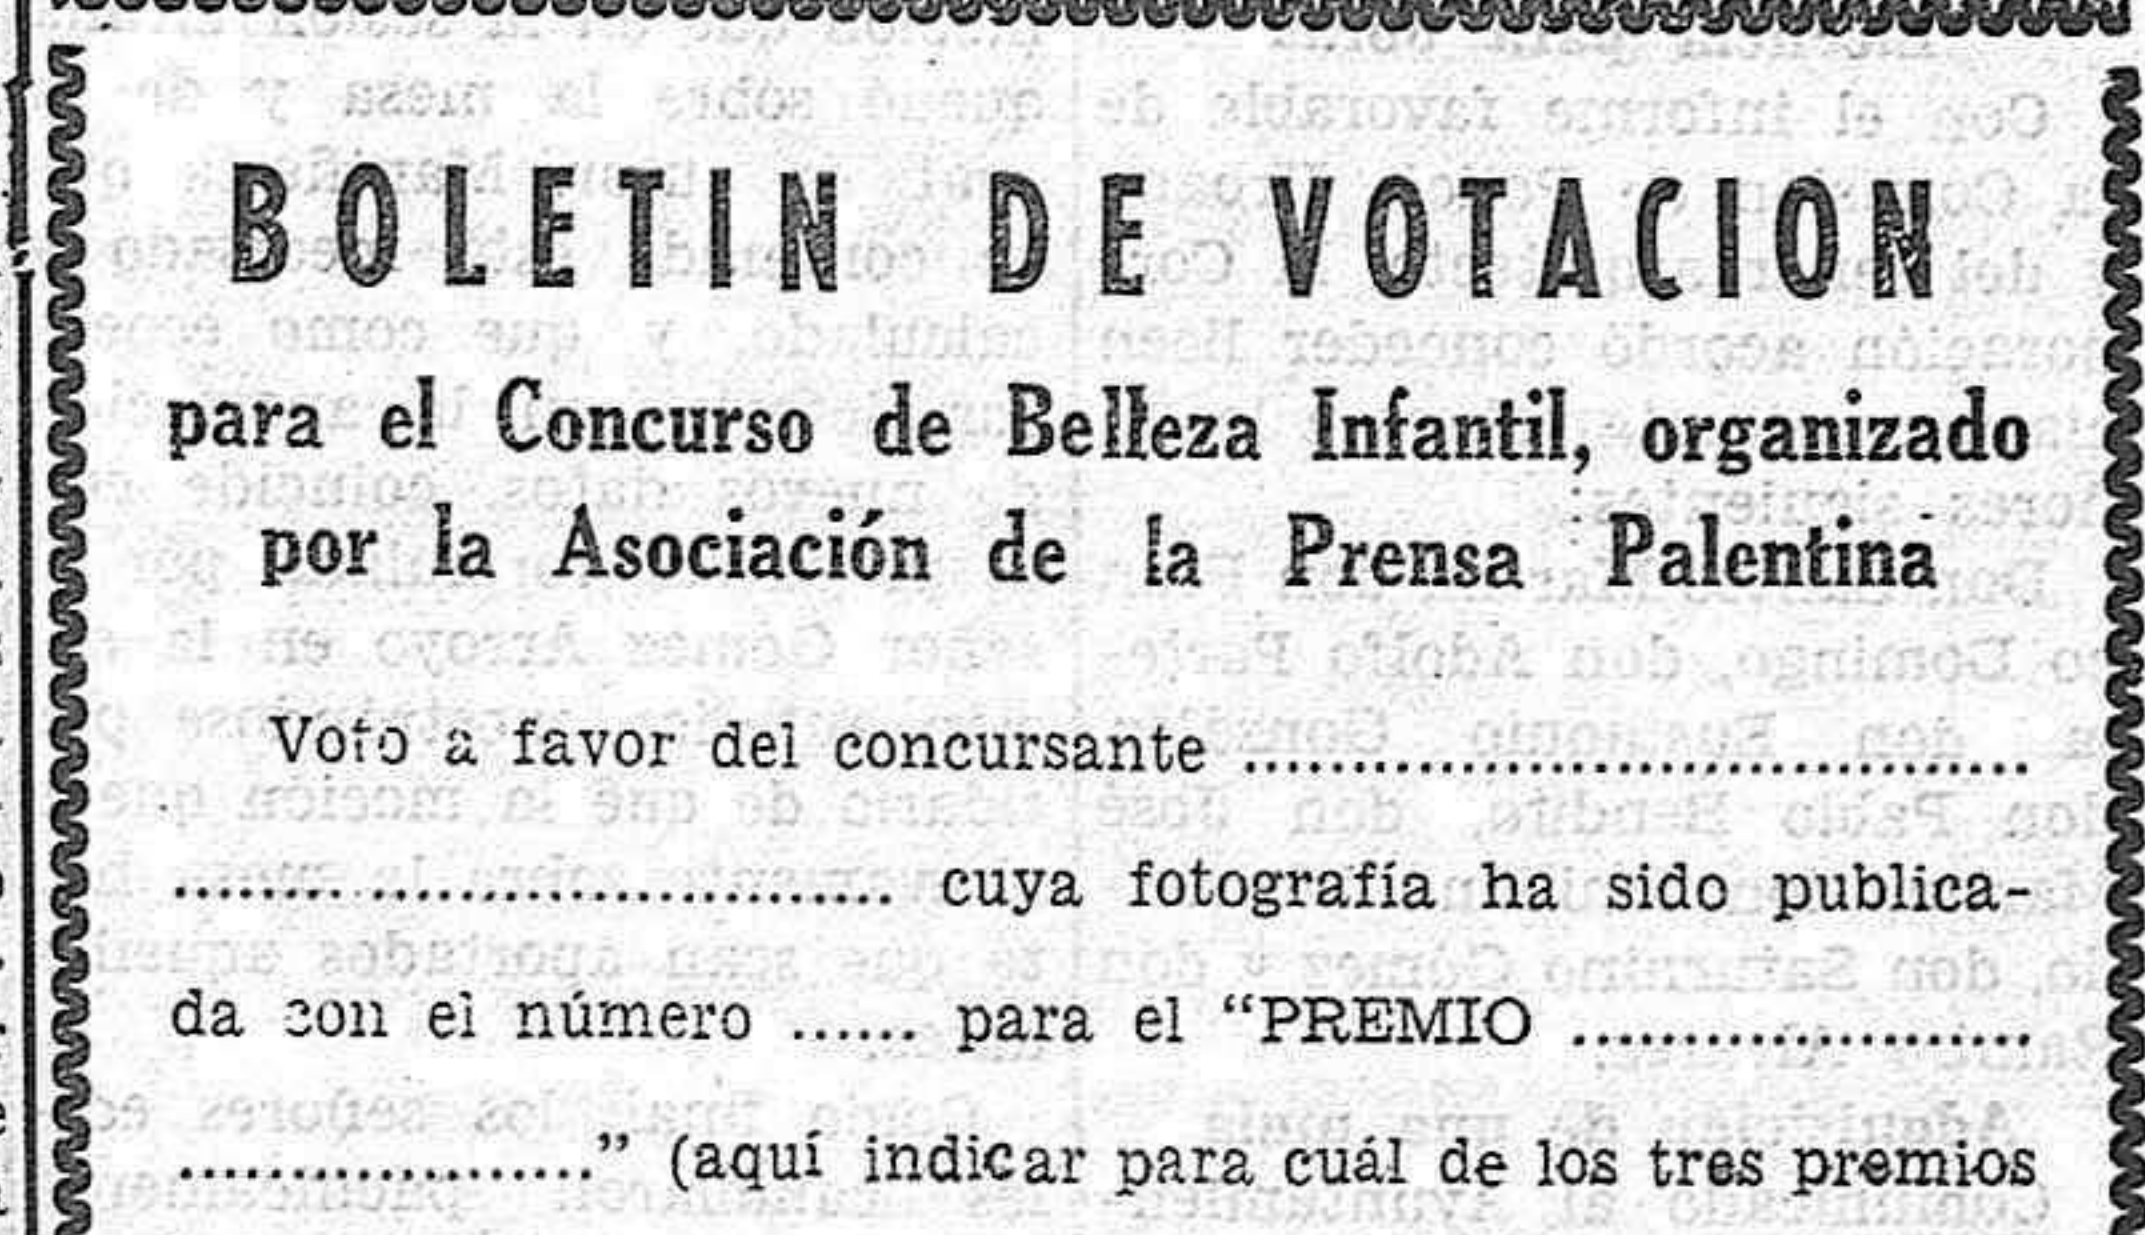 BOLETIN DE VOTACION
para el Concurso de Belleza Infantil, organizado
por la Asociación de la Prensa Palentina
Voto a favor del concursante ......................................
.................................... cuya fotografía ha sido publica-
da con el número ...... para el “PREMIO ......................
....................” (aquí indicar para cuál de los tres premios